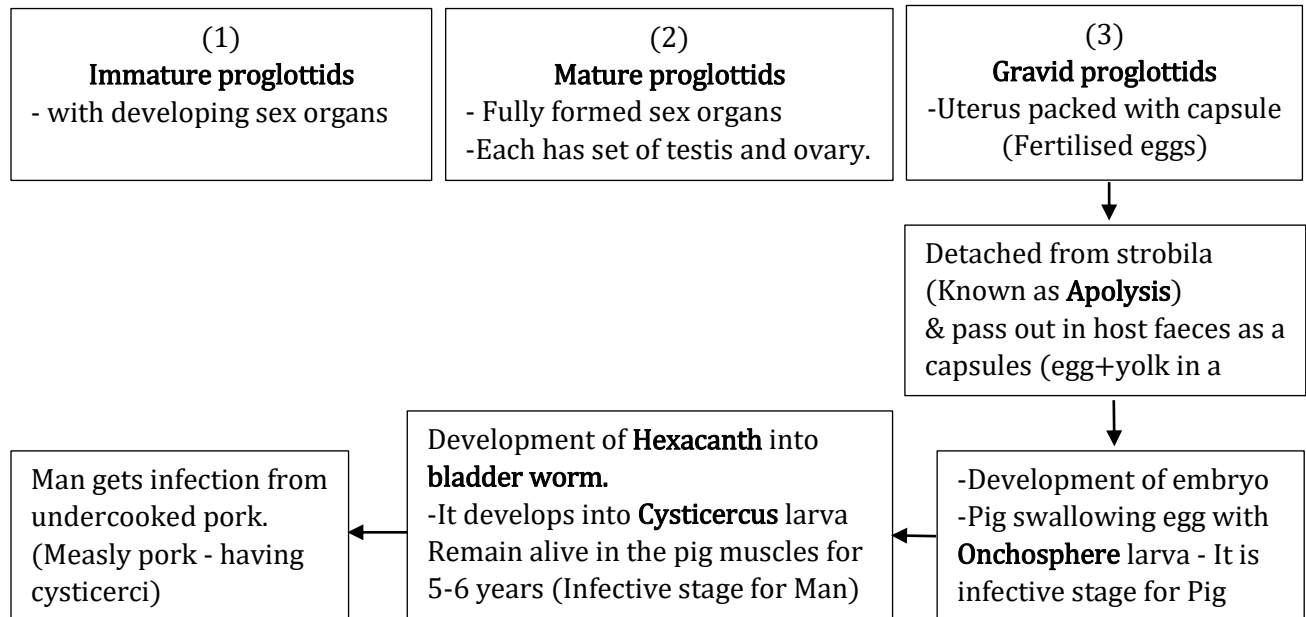 (1)
Immature proglottids
- with developing sex organs
(2)
Mature proglottids
- Fully formed sex organs
-Each has set of testis and ovary.
(3)
Gravid proglottids
-Uterus packed with capsule
(Fertilised eggs)
Detached from strobila
(Known as Apolysis)
& pass out in host faeces as a
capsules (egg+yolk in a
-Development of embryo
-Pig swallowing egg with
Onchosphere larva - It is
infective stage for Pig
Development of Hexacanth into
bladder worm.
-It develops into Cysticercus larva
Remain alive in the pig muscles for
5-6 years (Infective stage for Man)
Man gets infection from
undercooked pork.
(Measly pork - having
cysticerci)